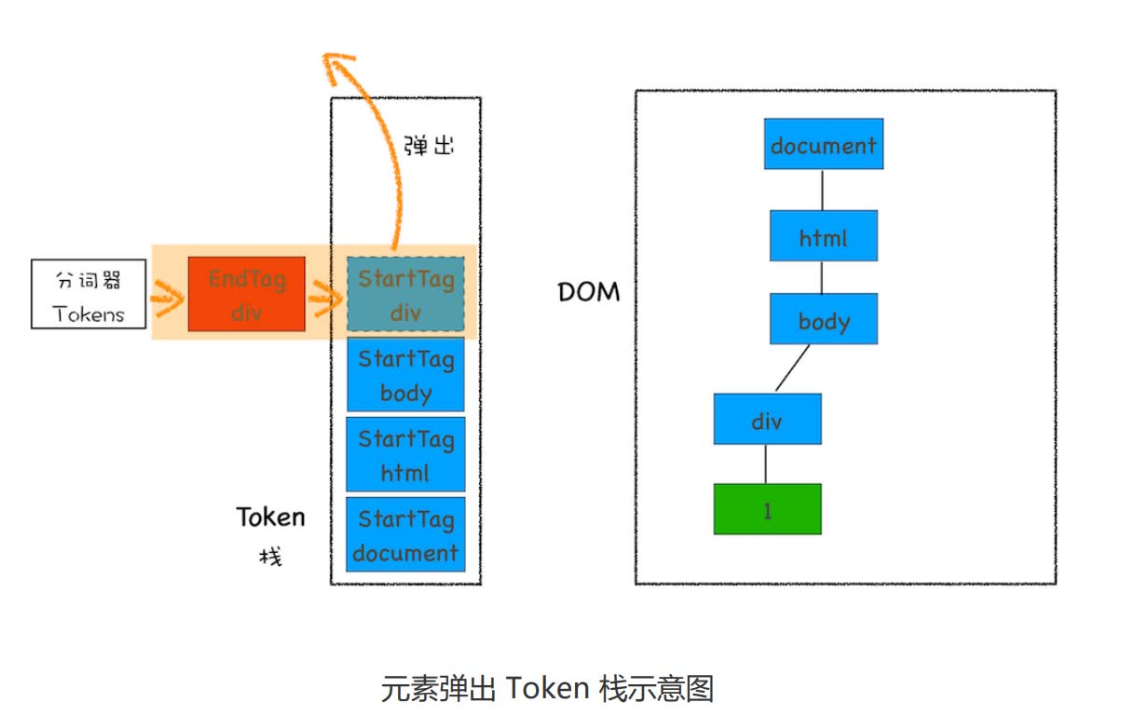 弹出
分词器
Tokens
EndTag
div
StartTag
div
StartTag
body
StartTag
html
StartTag
document
Token
栈
DOM
document
html
body
div
1
元素弹出 Token 栈示意图